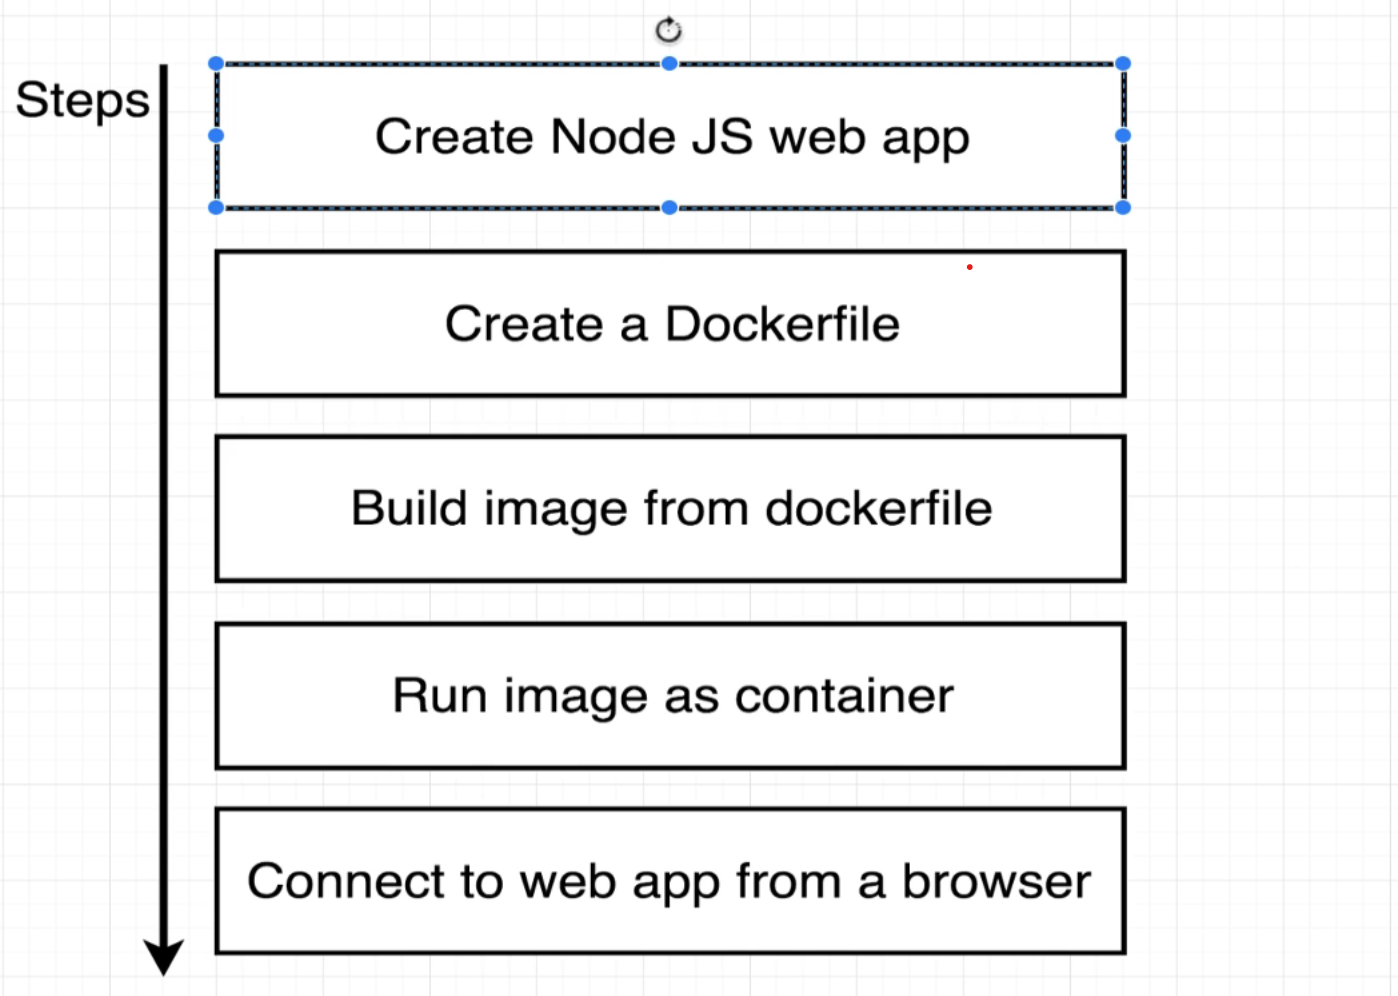 Steps
Create Node JS web app
Create a Dockerfile
Build image from dockerfile
Run image as container
Connect to web app from a browser